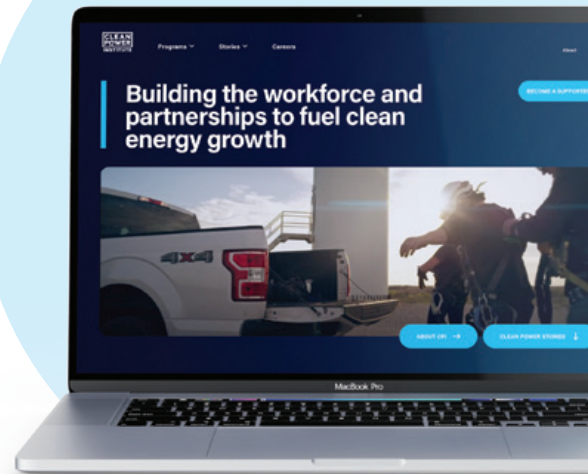 CLEAN
POWER
INSTITUTE
Programs
Stories
Careers
About
BECOME A SUPPORTER
Building the workforce and
partnerships to fuel clean
energy growth
4x4
ABOUT CPI
CLEAN POWER STORIES
MacBook Pro